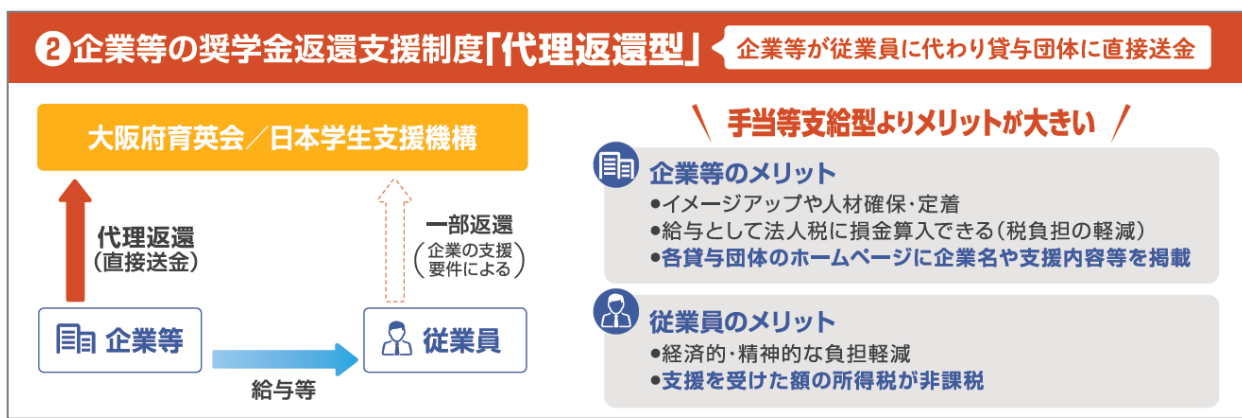 ❷企業等の奨学金返還支援制度「代理返還型」
企業等が従業員に代わり貸与団体に直接送金
大阪府育英会／日本学生支援機構
代理返還
(直接送金)
一部返還
(企業の支援
要件による)
企業等
従業員
給与等
手当等支給型よりメリットが大きい
企業等のメリット
●イメージアップや人材確保・定着
●給与として法人税に損金算入できる(税負担の軽減)
●各貸与団体のホームページに企業名や支援内容等を掲載
従業員のメリット
●経済的・精神的な負担軽減
●支援を受けた額の所得税が非課税